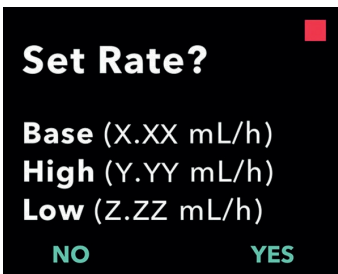 Set Rate?
Base (X.XX mL/h)
High (Y.YY mL/h)
Low (Z.ZZ mL/h)
NO YES